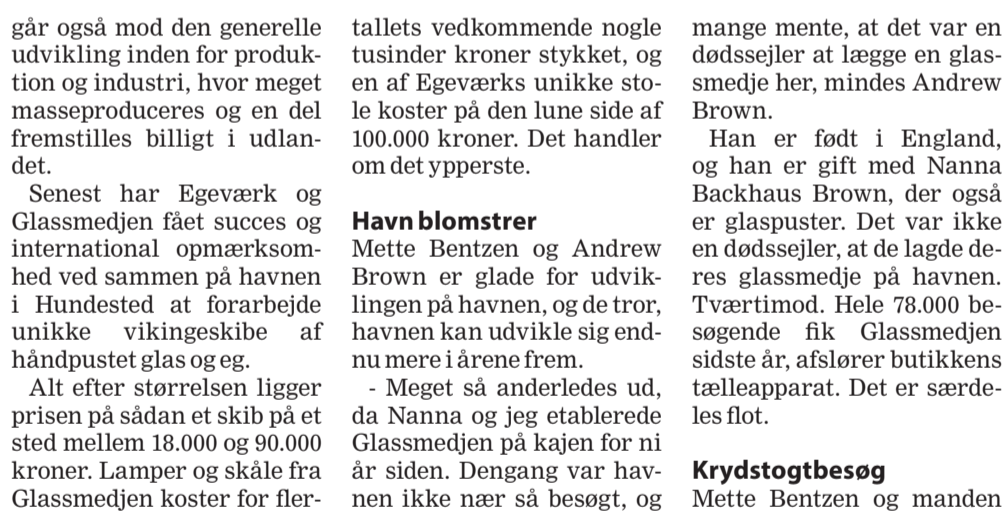 går også mod den generelle
udvikling inden for produk-
tion og industri, hvor meget
masseproduceres og en del
fremstilles billigt i udlan-
det.
Senest har Egeværk og
Glassmedjen fået succes og
international opmærksom-
hed ved sammen på havnen
i Hundested at forarbejde
unikke vikingeskibe af
håndpustet glas og eg.
Alt efter størrelsen ligger
prisen på sådan et skib på et
sted mellem 18.000 og 90.000
kroner. Lamper og skåle fra
Glassmedjen koster for fler-
tallets vedkommende nogle
tusinder kroner stykket, og
en af Egeværks unikke sto-
le koster på den lune side af
100.000 kroner. Det handler
om det ypperste.
Havn blomstrer
Mette Bentzen og Andrew
Brown er glade for udvik-
lingen på havnen, og de tror,
havnen kan udvikle sig end-
nu mere i årene frem.
- Meget så anderledes ud,
da Nanna og jeg etablerede
Glassmedjen på kajen for ni
år siden. Dengang var hav-
nen ikke nær så besøgt, og
mange mente, at det var en
dødssejler at lægge en glas-
smedje her, mindes Andrew
Brown.
Han er født i England,
og han er gift med Nanna
Backhaus Brown, der også
er glaspuster. Det var ikke
en dødssejler, at de lagde de-
res glassmedje på havnen.
Tværtimod. Hele 78.000 be-
søgende fik Glassmedjen
sidste år, afslører butikkens
tælleapparat. Det er særde-
les flot.
Krydstogtbesøg
Mette Bentzen og manden